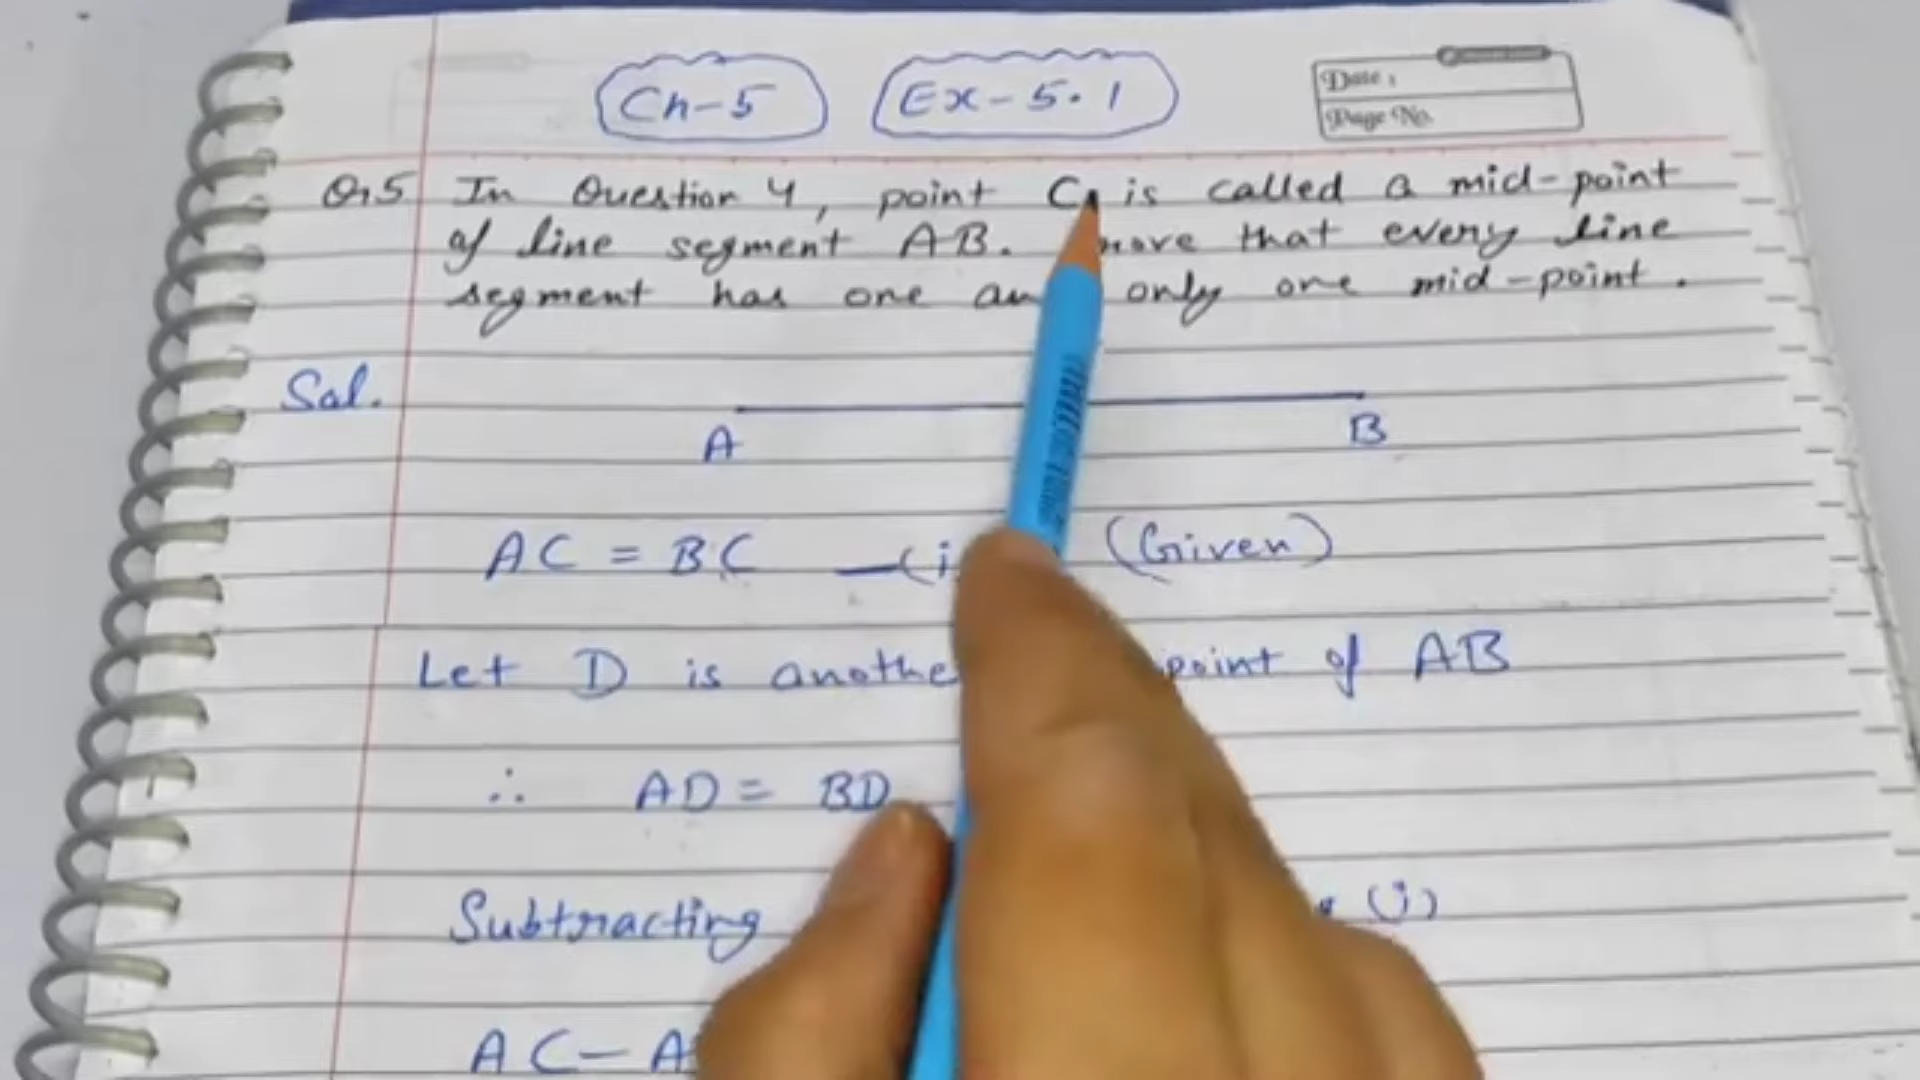 Ch-5 Ex-5.1
Date:
Page No.
Q.5 In Question 4, point C is called a mid-point
of line segment AB. that every line
segment has one only one mid-point.
Sol.
A B
AC = BC —(i (Given)
Let D is point of AB
∴ AD = BD
Subtracting (i)
AC - A